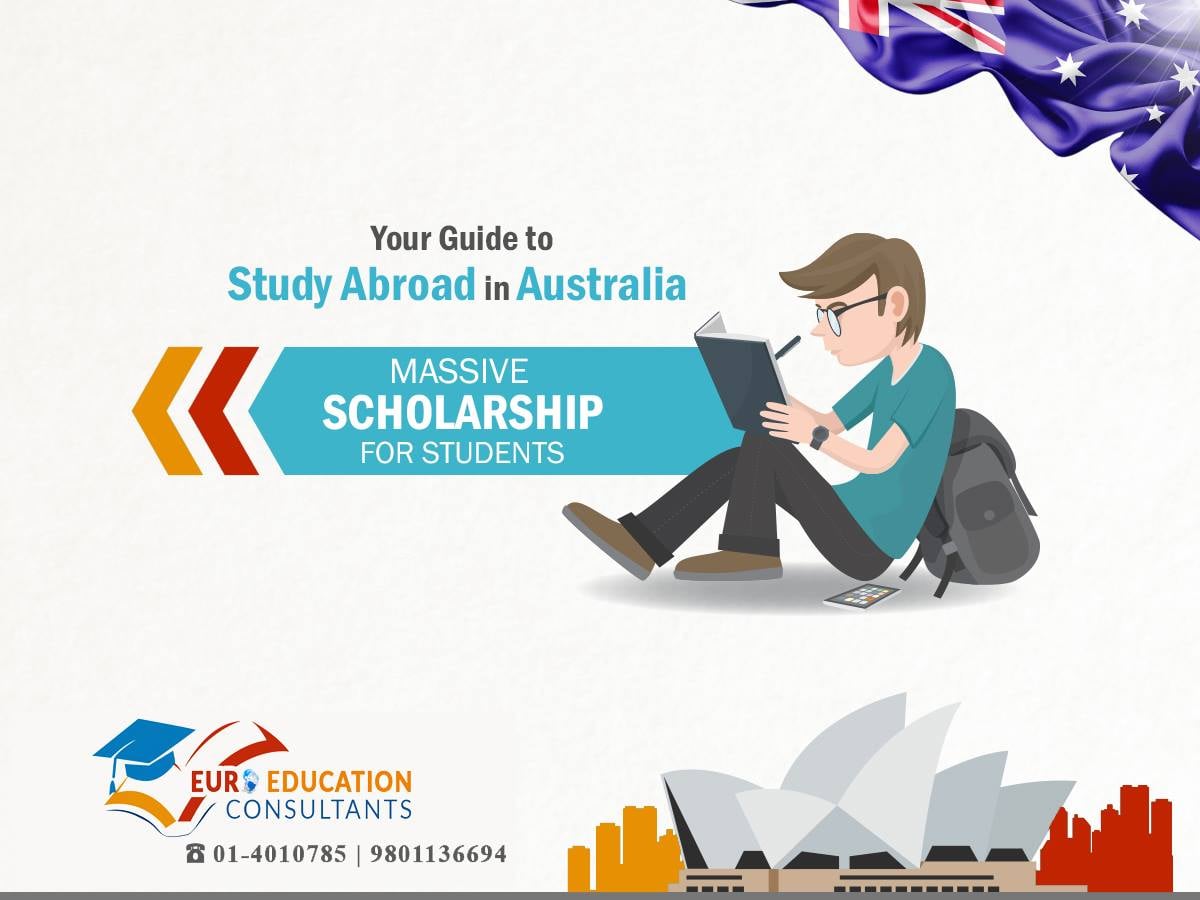 Your Guide to
Study Abroad in Australia
MASSIVE
SCHOLARSHIP
FOR STUDENTS
EURO EDUCATION
CONSULTANTS
☎ 01-4010785 | 9801136694